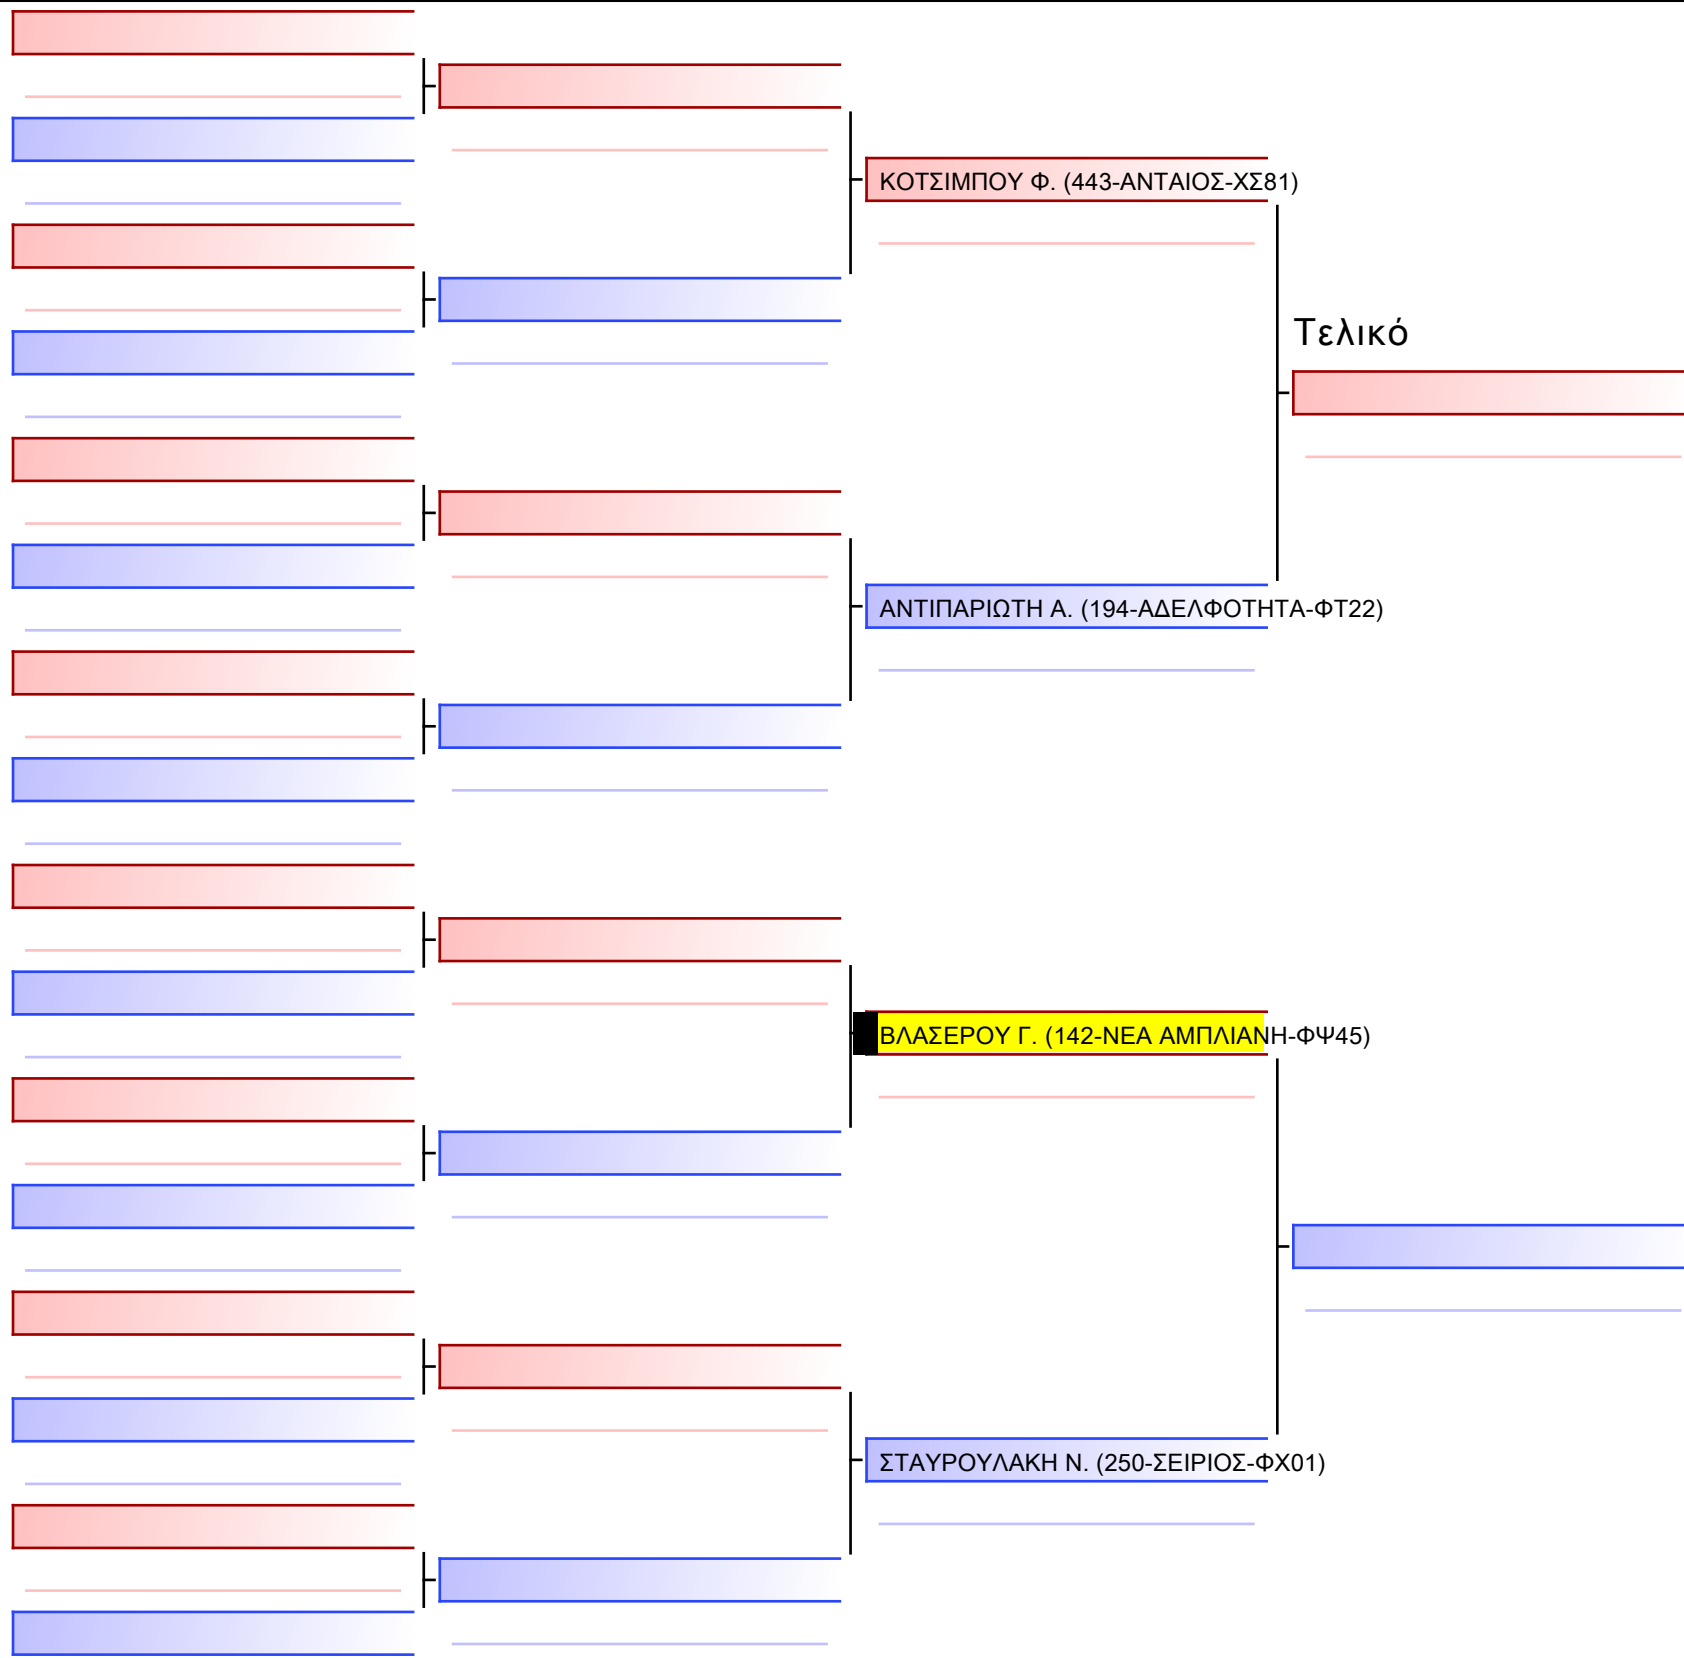 ΚΟΤΣΙΜΠΟΥ Φ. (443-ΑΝΤΑΙΟΣ-ΧΣ81)
Τελικό
ΑΝΤΙΠΑΡΙΩΤΗ Α. (194-ΑΔΕΛΦΟΤΗΤΑ-ΦΤ22)
ΒΛΑΣΕΡΟΥ Γ. (142-ΝΕΑ ΑΜΠΛΙΑΝΗ-ΦΨ45)
ΣΤΑΥΡΟΥΛΑΚΗ Ν. (250-ΣΕΙΡΙΟΣ-ΦΧ01)